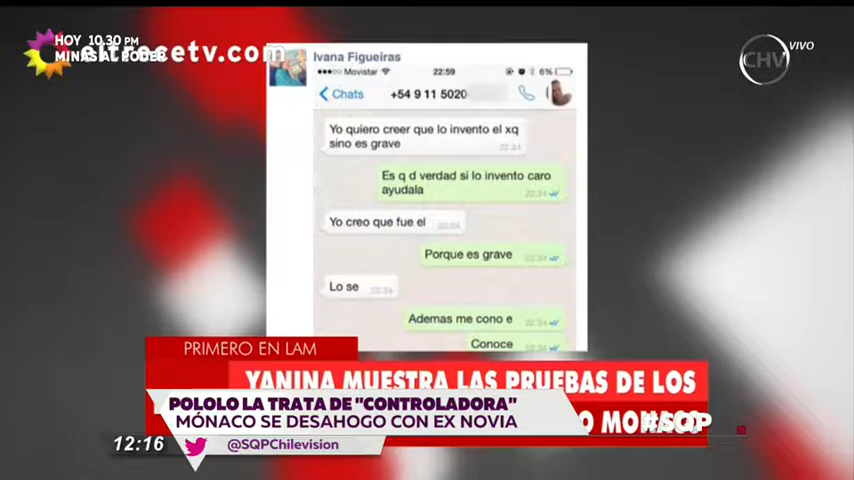 HOY 10.30 PM
MINAS AL PODER
eltrecetv.com
CHV
VIVO
Ivana Figueiras
Movistar
22:59
6%
Chats
+54 9 11 5020
Yo quiero creer que lo invento el xq
sino es grave
22:31
Es q d verdad si lo invento caro
ayudala
22:34
Yo creo que fue el
22:34
Porque es grave
22:34
Lo se
22:34
Ademas me cono e
22:34
Conoce
PRIMERO EN LAM
YANINA MUESTRA LAS PRUEBAS DE LOS
O MONACO
#SQP
POLOLO LA TRATA DE "CONTROLADORA"
MÓNACO SE DESAHOGO CON EX NOVIA
12:16
@SQPChilevision